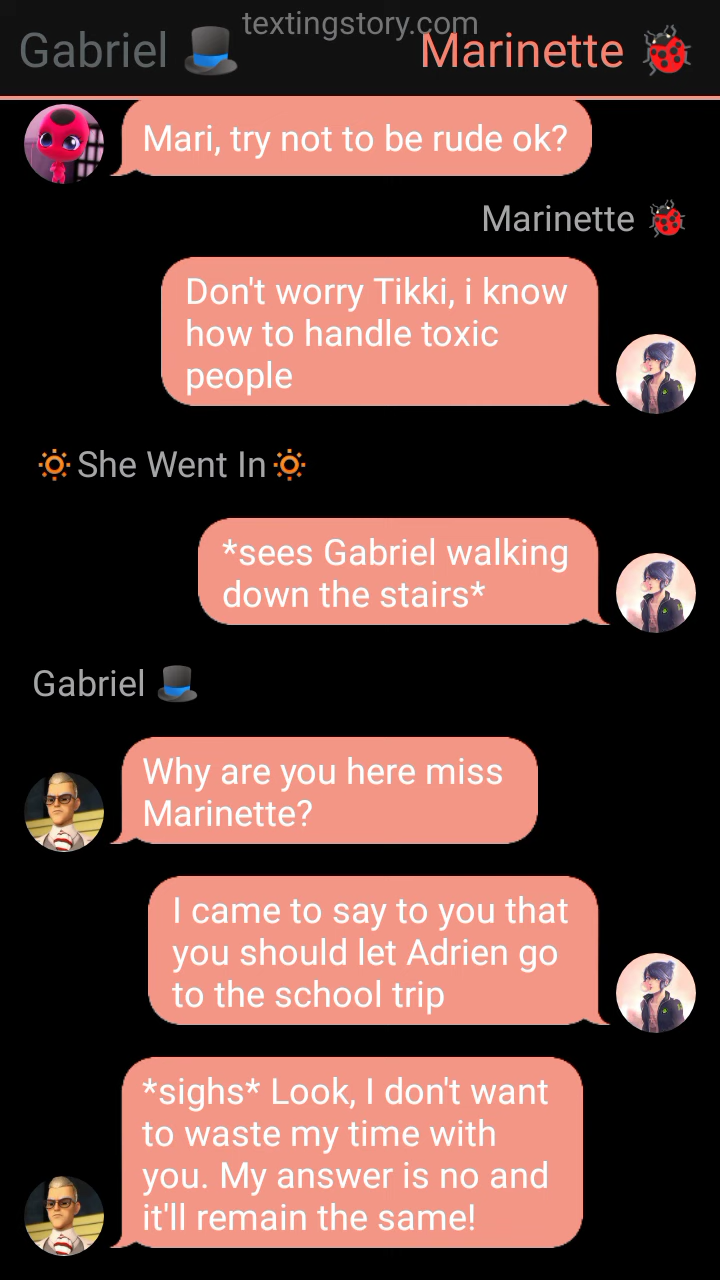 textingstory.com
Gabriel 🎩
Marinette 🐞
Mari, try not to be rude ok?
Marinette 🐞
Don't worry Tikki, i know
how to handle toxic
people
🔅She Went In🔅
*sees Gabriel walking
down the stairs*
Gabriel 🎩
Why are you here miss
Marinette?
I came to say to you that
you should let Adrien go
to the school trip
*sighs* Look, I don't want
to waste my time with
you. My answer is no and
it'll remain the same!